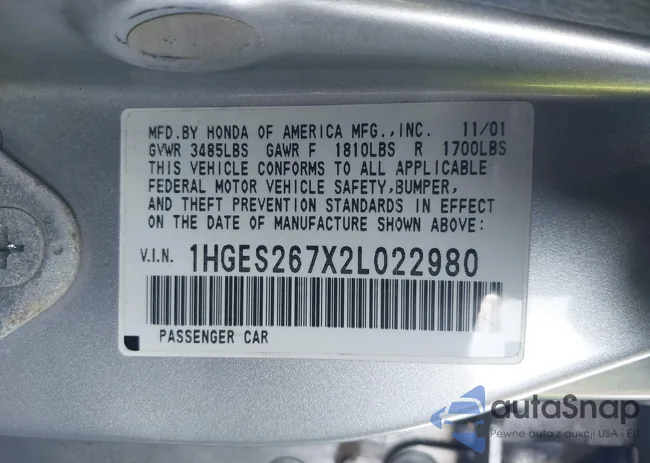 MFD.BY HONDA OF AMERICA MFG.,INC. 11/01
GVWR 3485LBS GAWR F 1810LBS R 1700LBS
THIS VEHICLE CONFORMS TO ALL APPLICABLE
FEDERAL MOTOR VEHICLE SAFETY,BUMPER,
AND THEFT PREVENTION STANDARDS IN EFFECT
ON THE DATE OF MANUFACTURE SHOWN ABOVE:
V.I.N. 1HGES267X2L022980
PASSENGER CAR
autaSnap
Pewne auto z aukcji USA i EU